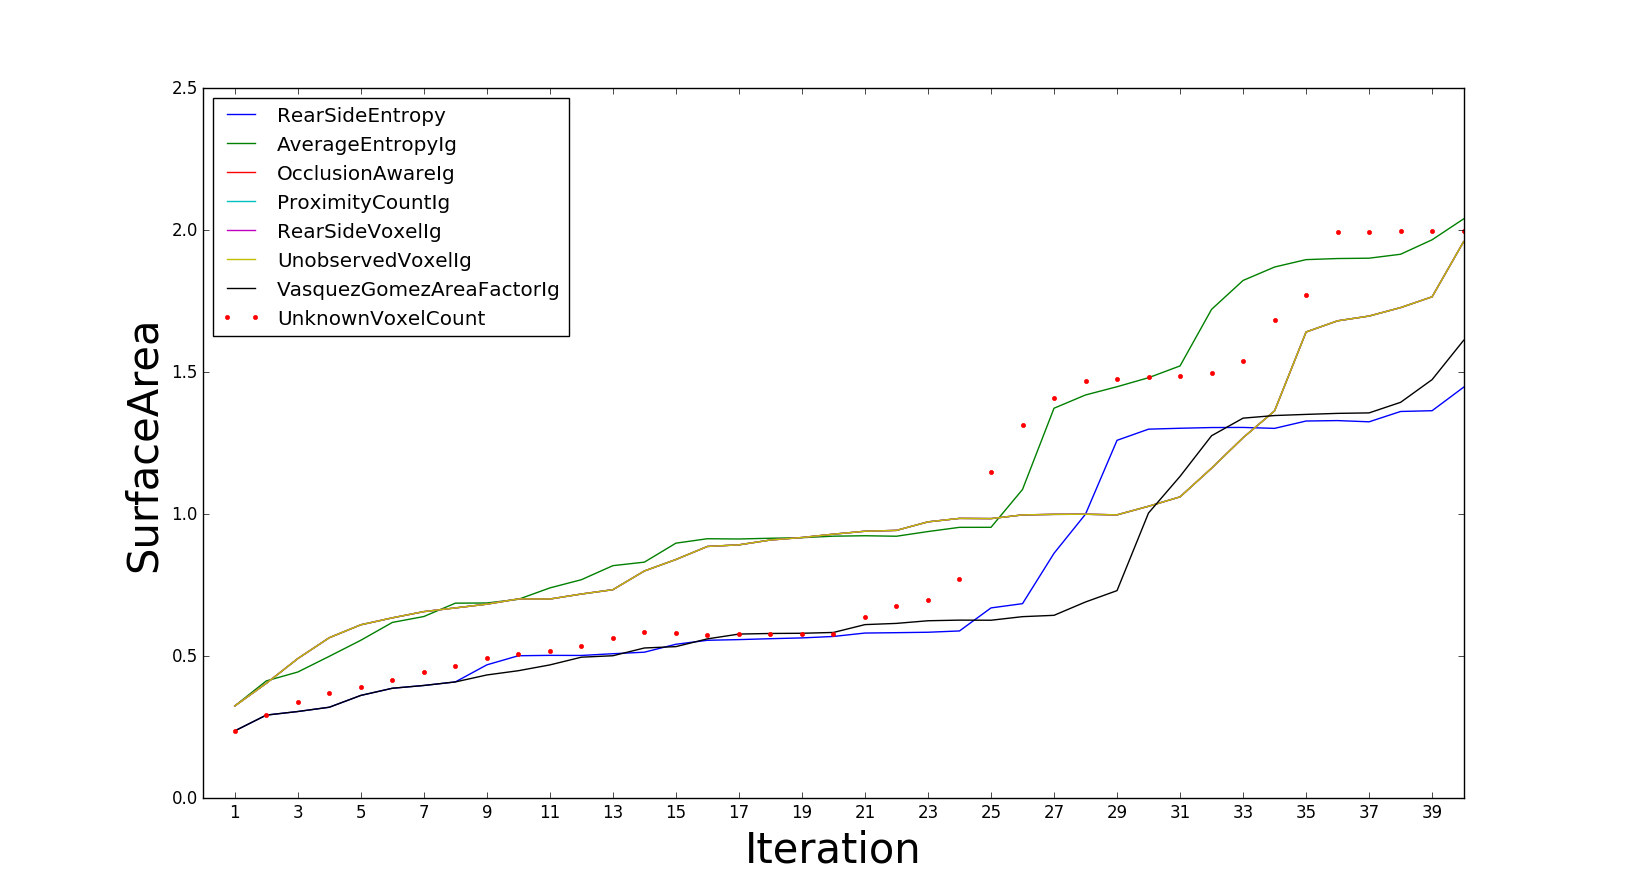 2.5
2.0
1.5
1.0
0.5
0.0
SurfaceArea
RearSideEntropy
AverageEntropyIg
OcclusionAwareIg
ProximityCountIg
RearSideVoxelIg
UnobservedVoxelIg
VasquezGomezAreaFactorIg
UnknownVoxelCount
1 3 5 7 9 11 13 15 17 19 21 23 25 27 29 31 33 35 37 39
Iteration